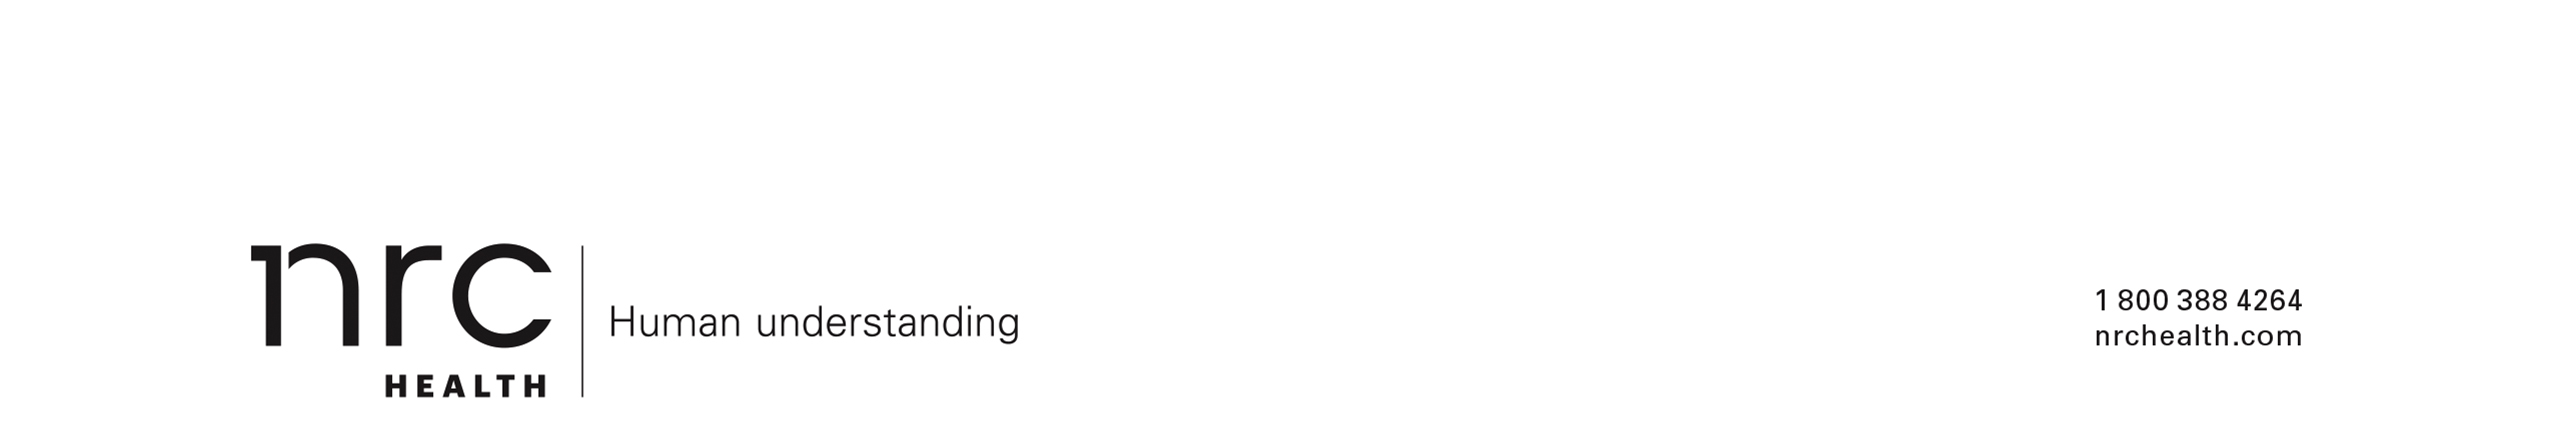 nrc
HEALTH
Human understanding
1 800 388 4264
nrchealth.com